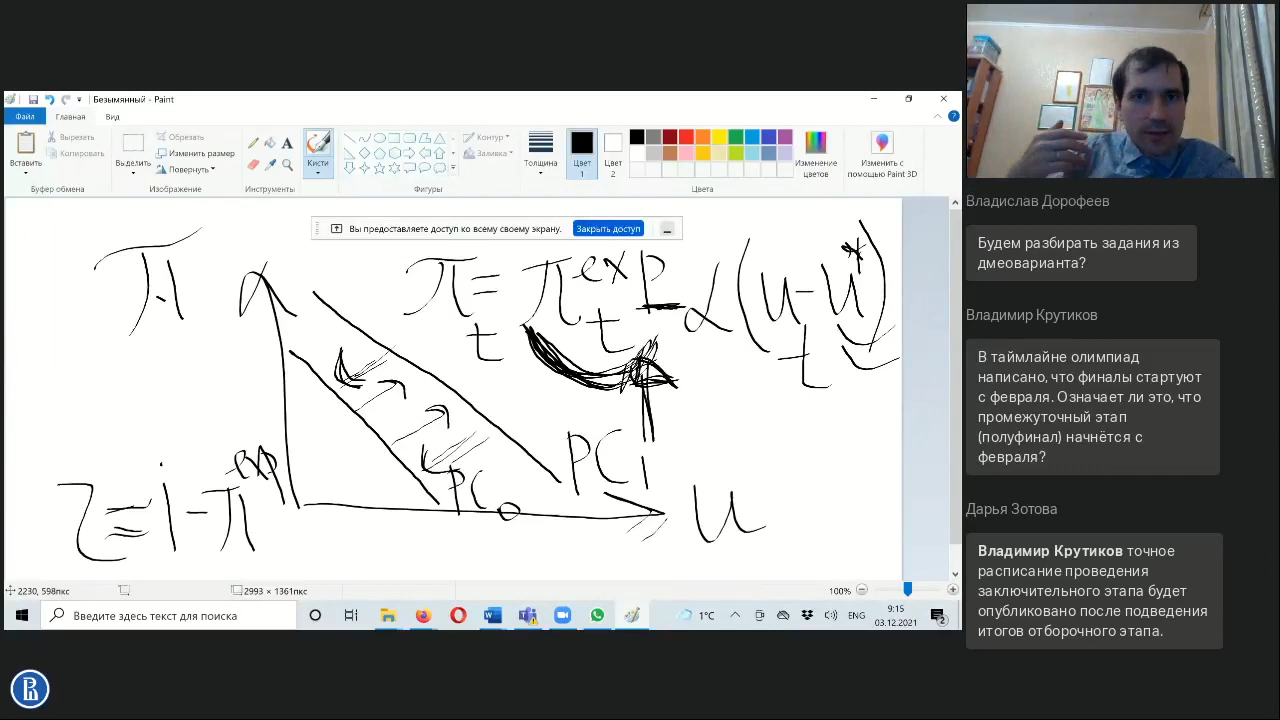 Безымянный - Paint
Файл
Главная
Вид
Вставить
Вырезать
Копировать
Буфер обмена
Выделить
Обрезать
Изменить размер
Повернуть
Изображение
Инструменты
Кисти
Контур
Заливка
Фигуры
Толщина
Цвет 1
Цвет 2
Изменение цветов
Изменить с помощью Paint 3D
Цвета
Вы предоставляете доступ ко всему своему экрану.
Закрыть доступ
π
π_t = π_t^exp - α(u_t - u*)
PC₀
PC₁
r = i - π^exp
u
2230, 598пкс
2993 × 1361пкс
100%
Введите здесь текст для поиска
1°C
ENG
9:15
03.12.2021
2
Владислав Дорофеев
Будем разбирать задания из
дмеоварианта?
Владимир Крутиков
В таймлайне олимпиад
написано, что финалы стартуют
с февраля. Означает ли это, что
промежуточный этап
(полуфинал) начнётся с
февраля?
Дарья Зотова
Владимир Крутиков точное
расписание проведения
заключительного этапа будет
опубликовано после подведения
итогов отборочного этапа.